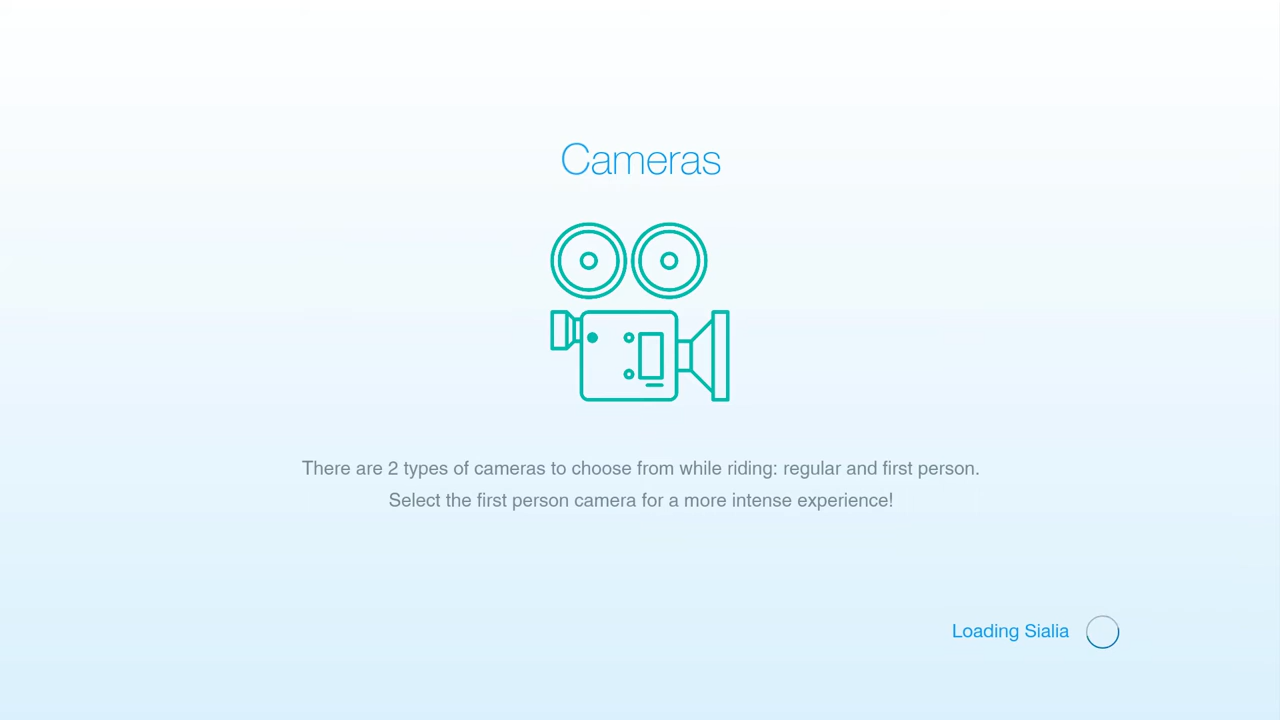 Cameras
There are 2 types of cameras to choose from while riding: regular and first person.
Select the first person camera for a more intense experience!
Loading Sialia